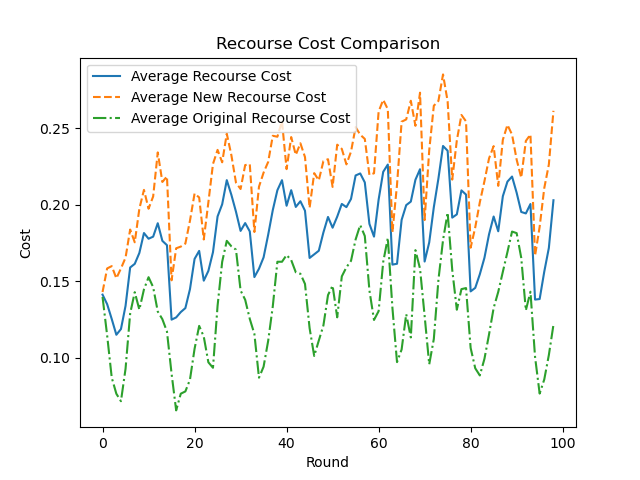 Recourse Cost Comparison
Average Recourse Cost
Average New Recourse Cost
Average Original Recourse Cost
0.25
0.20
0.15
0.10
Cost
0
20
40
60
80
100
Round